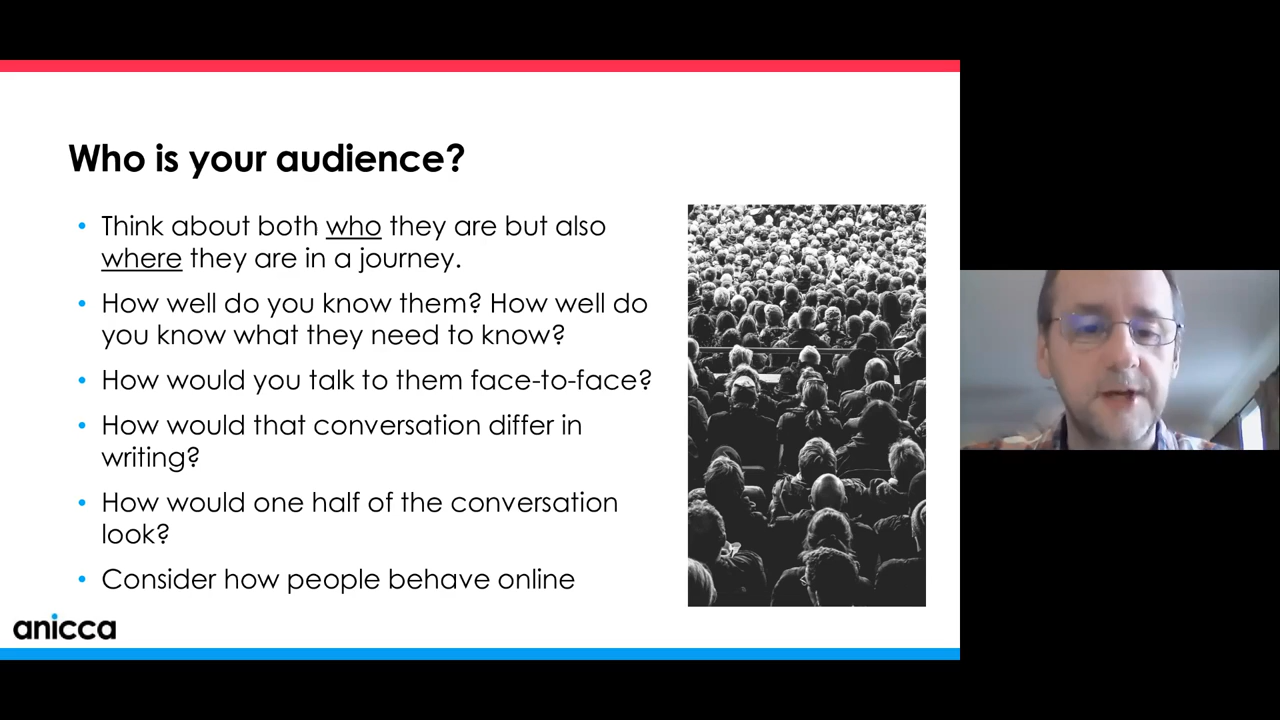 Who is your audience?
• Think about both who they are but also
where they are in a journey.
• How well do you know them? How well do
you know what they need to know?
• How would you talk to them face-to-face?
• How would that conversation differ in
writing?
• How would one half of the conversation
look?
• Consider how people behave online
anicca